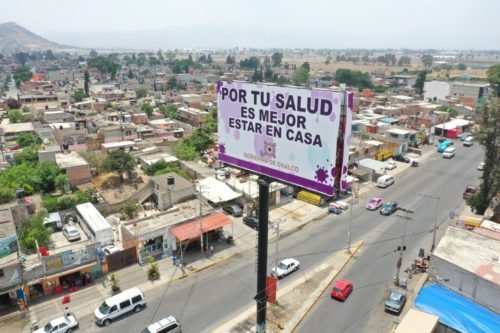 POR TU SALUD
ES MEJOR
ESTAR EN CASA
GOBIERNO DE CHALCO